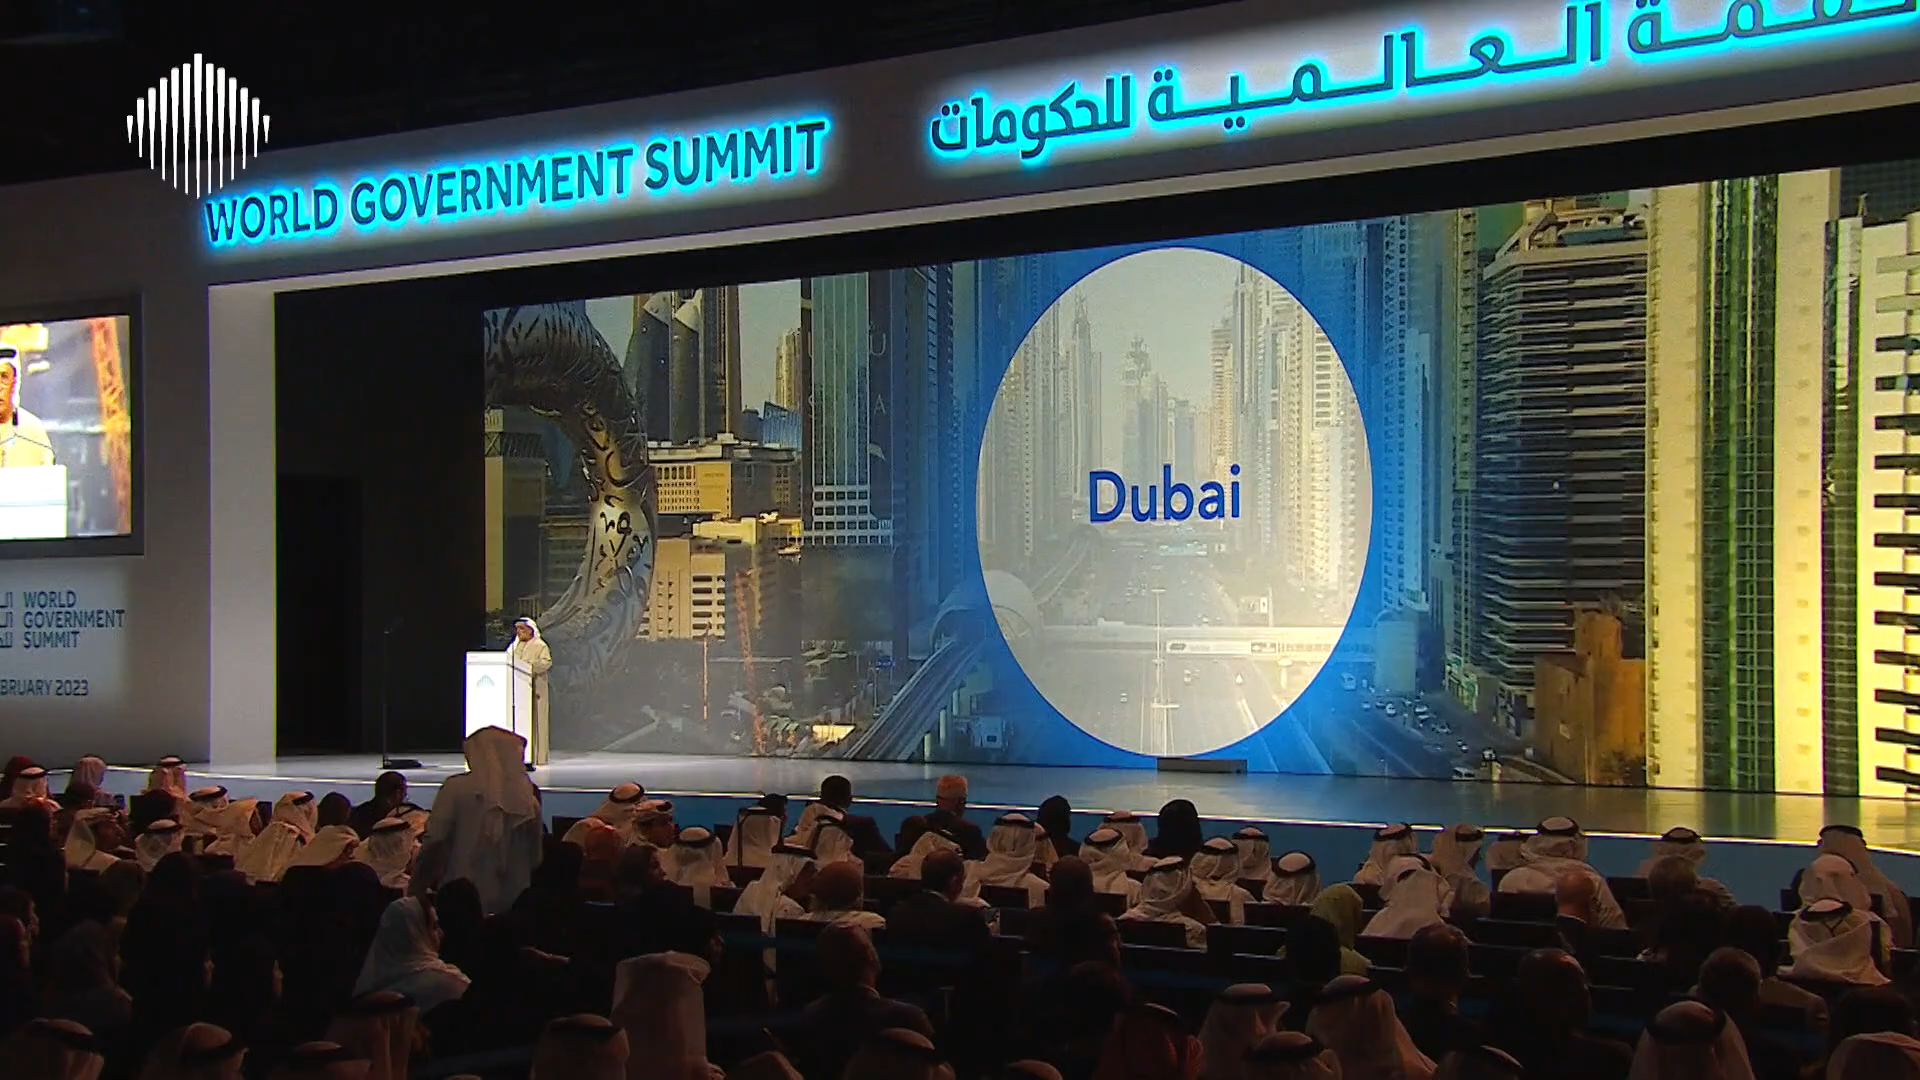 WORLD GOVERNMENT SUMMIT
القمة العالمية للحكومات
Dubai
WORLD
GOVERNMENT
SUMMIT
BRUARY 2023